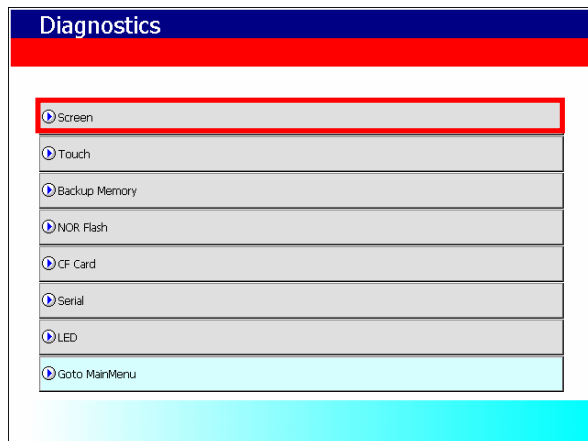 Diagnostics
Screen
Touch
Backup Memory
NOR Flash
CF Card
Serial
LED
Goto MainMenu